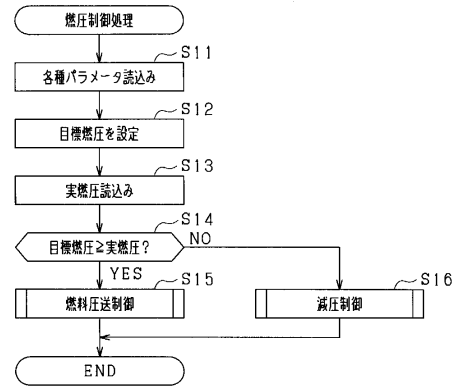 燃圧制御処理
S11
各種パラメータ読込み
S12
目標燃圧を設定
S13
実燃圧読込み
S14
目標燃圧≧実燃圧?
NO
YES
S15
燃料圧送制御
S16
減圧制御
END